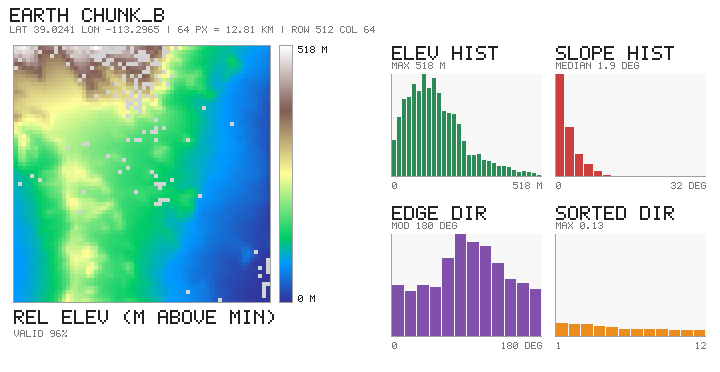 EARTH CHUNK_B
LAT 39.0241 LON -113.2965 | 64 PX = 12.81 KM | ROW 512 COL 64
518 M
0 M
REL ELEV (M ABOVE MIN)
VALID 96%
ELEV HIST
MAX 518 M
0 518 M
SLOPE HIST
MEDIAN 1.9 DEG
0 32 DEG
EDGE DIR
MOD 180 DEG
0 180 DEG
SORTED DIR
MAX 0.13
1 12